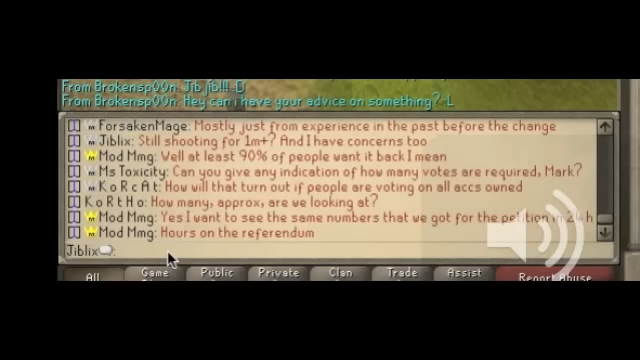 From Brokensp00n: Jib jb!!! :D
From Brokensp00n: Hey can i have your advice on something? :L
ForsakenMage: Mostly just from experience in the past before the change
Jiblix: Still shooting for 1m+? And I have concerns too
Mod Mmg: Well at least 90% of people want it back I mean
Ms Toxicity: Can you give any indication of how many votes are required, Mark?
K o R c A t: How will that turn out if people are voting on all accs owned
K o R t H o: How many, approx, are we looking at?
Mod Mmg: Yes I want to see the same numbers that we got for the petition in 24 h
Mod Mmg: Hours on the referendum
Jiblix:
All Game Public Private Clan Trade Assist Report Abuse